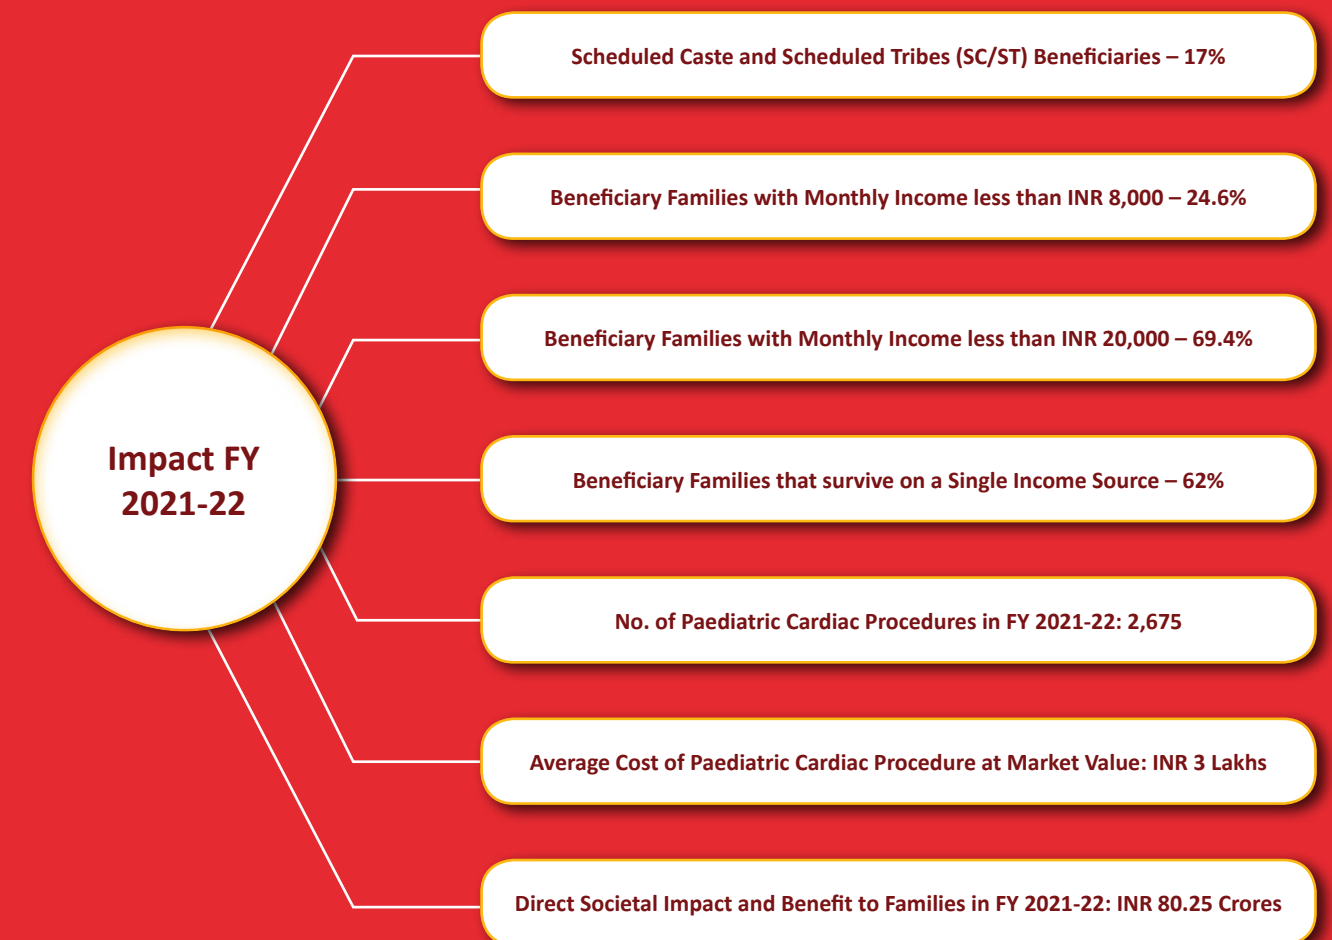 Scheduled Caste and Scheduled Tribes (SC/ST) Beneficiaries – 17%
Beneficiary Families with Monthly Income less than INR 8,000 – 24.6%
Beneficiary Families with Monthly Income less than INR 20,000 – 69.4%
Impact FY
2021-22
Beneficiary Families that survive on a Single Income Source – 62%
No. of Paediatric Cardiac Procedures in FY 2021-22: 2,675
Average Cost of Paediatric Cardiac Procedure at Market Value: INR 3 Lakhs
Direct Societal Impact and Benefit to Families in FY 2021-22: INR 80.25 Crores